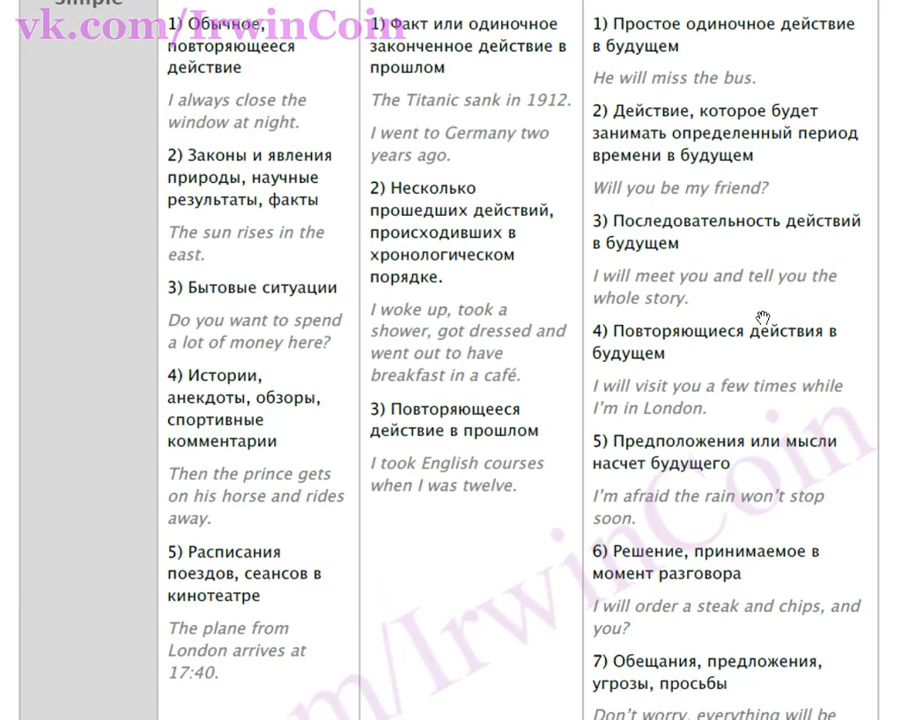 Simple
vk.com/IrwinCoin
1) Обычное,
повторяющееся
действие
I always close the
window at night.
2) Законы и явления
природы, научные
результаты, факты
The sun rises in the
east.
3) Бытовые ситуации
Do you want to spend
a lot of money here?
4) Истории,
анекдоты, обзоры,
спортивные
комментарии
Then the prince gets
on his horse and rides
away.
5) Расписания
поездов, сеансов в
кинотеатре
The plane from
London arrives at
17:40.
1) Факт или одиночное
законченное действие в
прошлом
The Titanic sank in 1912.
I went to Germany two
years ago.
2) Несколько
прошедших действий,
происходивших в
хронологическом
порядке.
I woke up, took a
shower, got dressed and
went out to have
breakfast in a café.
3) Повторяющееся
действие в прошлом
I took English courses
when I was twelve.
1) Простое одиночное действие
в будущем
He will miss the bus.
2) Действие, которое будет
занимать определенный период
времени в будущем
Will you be my friend?
3) Последовательность действий
в будущем
I will meet you and tell you the
whole story.
4) Повторяющиеся действия в
будущем
I will visit you a few times while
I’m in London.
5) Предположения или мысли
насчет будущего
I’m afraid the rain won’t stop
soon.
6) Решение, принимаемое в
момент разговора
I will order a steak and chips, and
you?
7) Обещания, предложения,
угрозы, просьбы
Don’t worry, everything will be
om/IrwinCoin